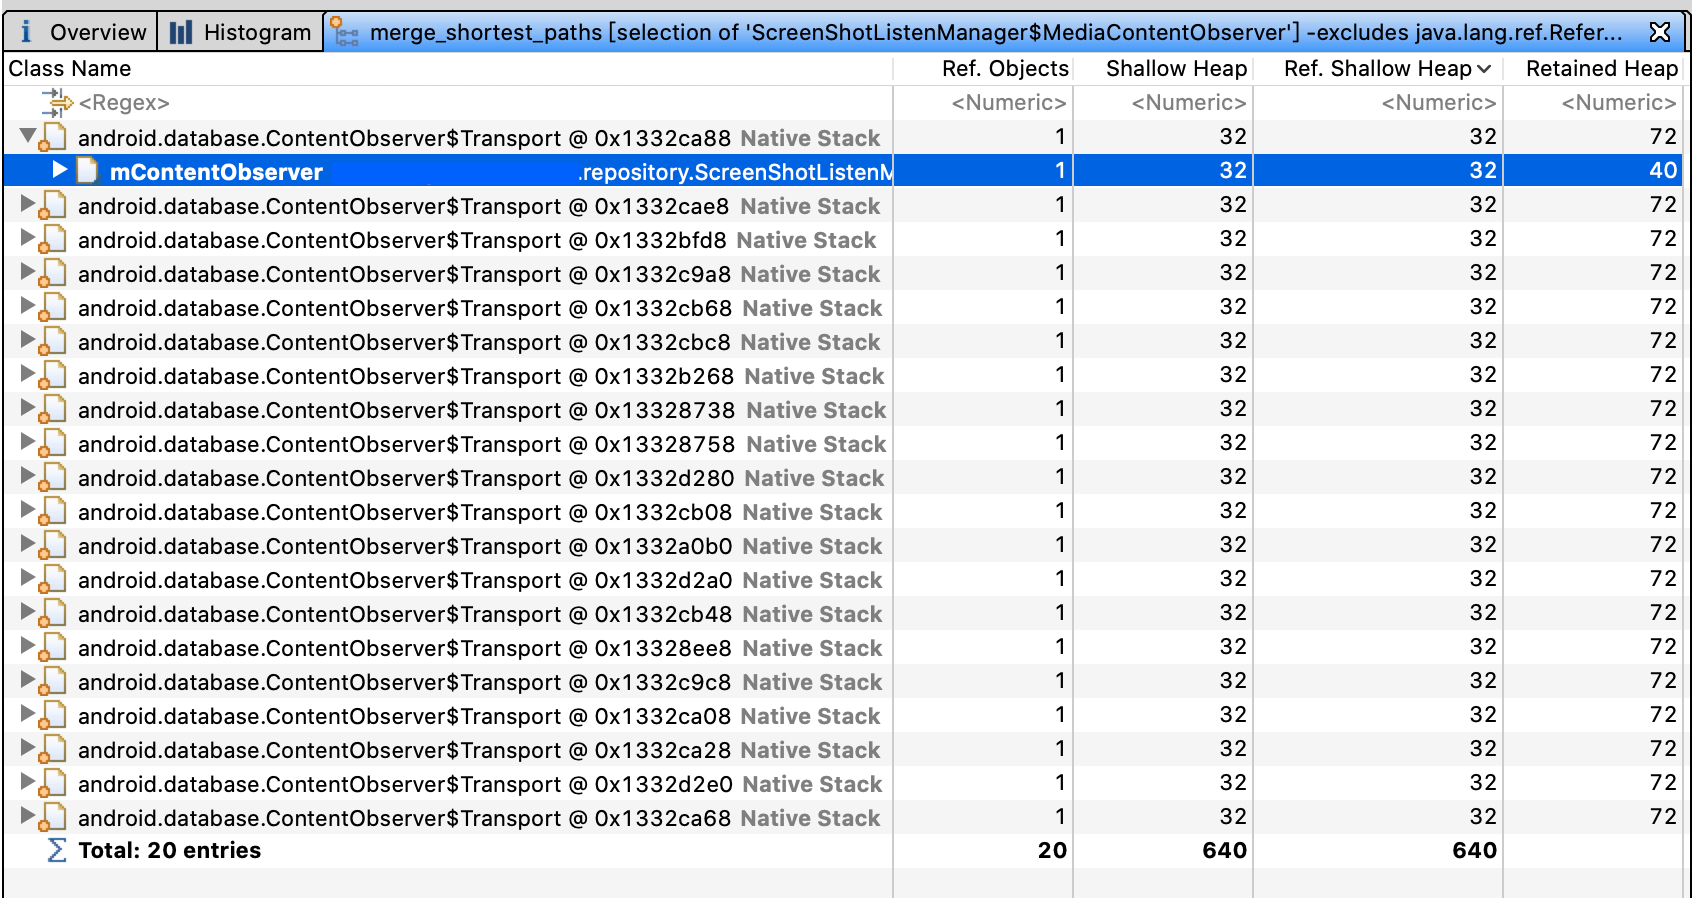 Overview Histogram merge_shortest_paths [selection of 'ScreenShotListenManager$MediaContentObserver'] -excludes java.lang.ref.Refer...
Class Name Ref. Objects Shallow Heap Ref. Shallow Heap Retained Heap
<Regex> <Numeric> <Numeric> <Numeric> <Numeric>
android.database.ContentObserver$Transport @ 0x1332ca88 Native Stack 1 32 32 72
mContentObserver .repository.ScreenShotListenM 1 32 32 40
android.database.ContentObserver$Transport @ 0x1332cae8 Native Stack 1 32 32 72
android.database.ContentObserver$Transport @ 0x1332bfd8 Native Stack 1 32 32 72
android.database.ContentObserver$Transport @ 0x1332c9a8 Native Stack 1 32 32 72
android.database.ContentObserver$Transport @ 0x1332cb68 Native Stack 1 32 32 72
android.database.ContentObserver$Transport @ 0x1332cbc8 Native Stack 1 32 32 72
android.database.ContentObserver$Transport @ 0x1332b268 Native Stack 1 32 32 72
android.database.ContentObserver$Transport @ 0x13328738 Native Stack 1 32 32 72
android.database.ContentObserver$Transport @ 0x13328758 Native Stack 1 32 32 72
android.database.ContentObserver$Transport @ 0x1332d280 Native Stack 1 32 32 72
android.database.ContentObserver$Transport @ 0x1332cb08 Native Stack 1 32 32 72
android.database.ContentObserver$Transport @ 0x1332a0b0 Native Stack 1 32 32 72
android.database.ContentObserver$Transport @ 0x1332d2a0 Native Stack 1 32 32 72
android.database.ContentObserver$Transport @ 0x1332cb48 Native Stack 1 32 32 72
android.database.ContentObserver$Transport @ 0x13328ee8 Native Stack 1 32 32 72
android.database.ContentObserver$Transport @ 0x1332c9c8 Native Stack 1 32 32 72
android.database.ContentObserver$Transport @ 0x1332ca08 Native Stack 1 32 32 72
android.database.ContentObserver$Transport @ 0x1332ca28 Native Stack 1 32 32 72
android.database.ContentObserver$Transport @ 0x1332d2e0 Native Stack 1 32 32 72
android.database.ContentObserver$Transport @ 0x1332ca68 Native Stack 1 32 32 72
Total: 20 entries 20 640 640